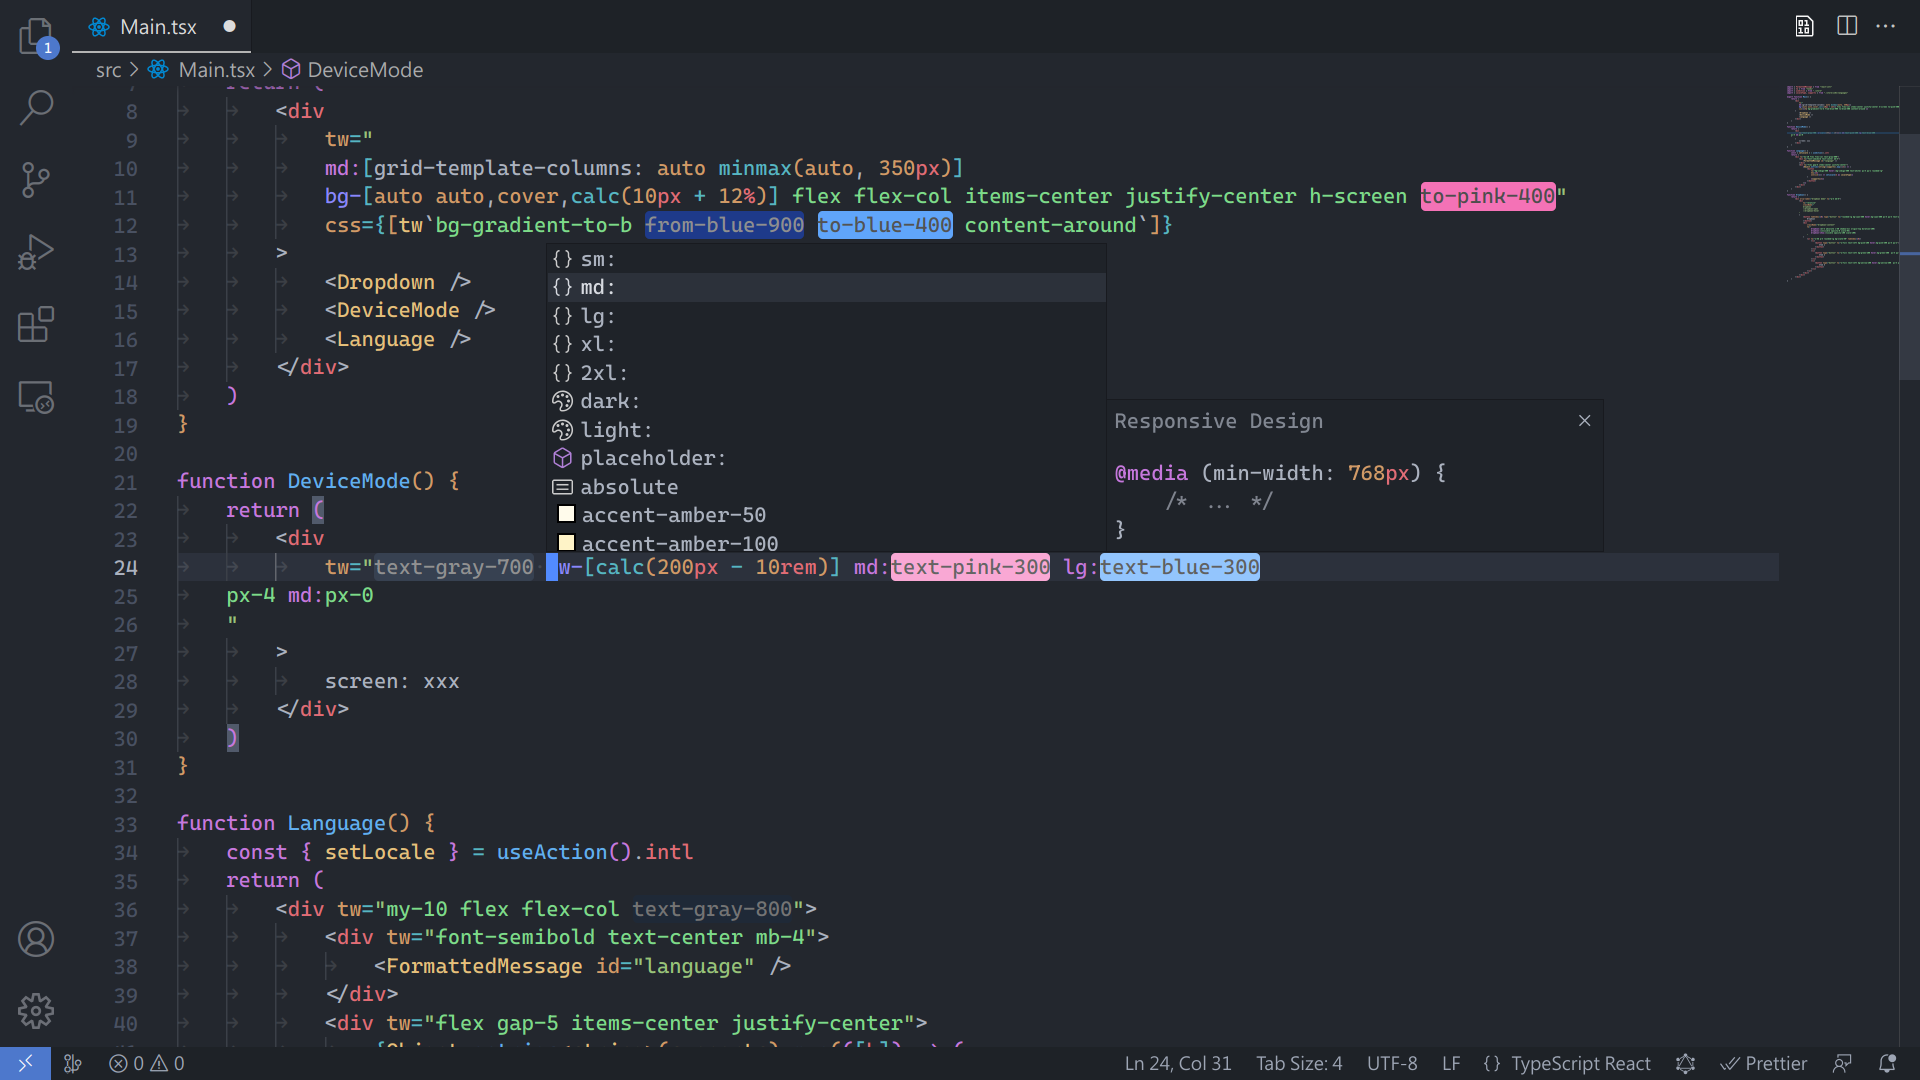 1
Main.tsx
src > Main.tsx > DeviceMode
8 <div
9 tw="
10 md:[grid-template-columns: auto minmax(auto, 350px)]
11 bg-[auto auto,cover,calc(10px + 12%)] flex flex-col items-center justify-center h-screen to-pink-400"
12 css={[tw`bg-gradient-to-b from-blue-900 to-blue-400 content-around`]}
13 >
14 <Dropdown />
15 <DeviceMode />
16 <Language />
17 </div>
18 )
19 }
20
{} sm:
{} md:
{} lg:
{} xl:
{} 2xl:
dark:
light:
placeholder:
absolute
accent-amber-50
accent-amber-100
Responsive Design
@media (min-width: 768px) {
/* ... */
}
21 function DeviceMode() {
22 return (
23 <div
24 tw="text-gray-700 w-[calc(200px - 10rem)] md:text-pink-300 lg:text-blue-300
25 px-4 md:px-0
26 "
27 >
28 screen: xxx
29 </div>
30 )
31 }
32
33 function Language() {
34 const { setLocale } = useAction().intl
35 return (
36 <div tw="my-10 flex flex-col text-gray-800">
37 <div tw="font-semibold text-center mb-4">
38 <FormattedMessage id="language" />
39 </div>
40 <div tw="flex gap-5 items-center justify-center">
0 0 Ln 24, Col 31 Tab Size: 4 UTF-8 LF {} TypeScript React Prettier